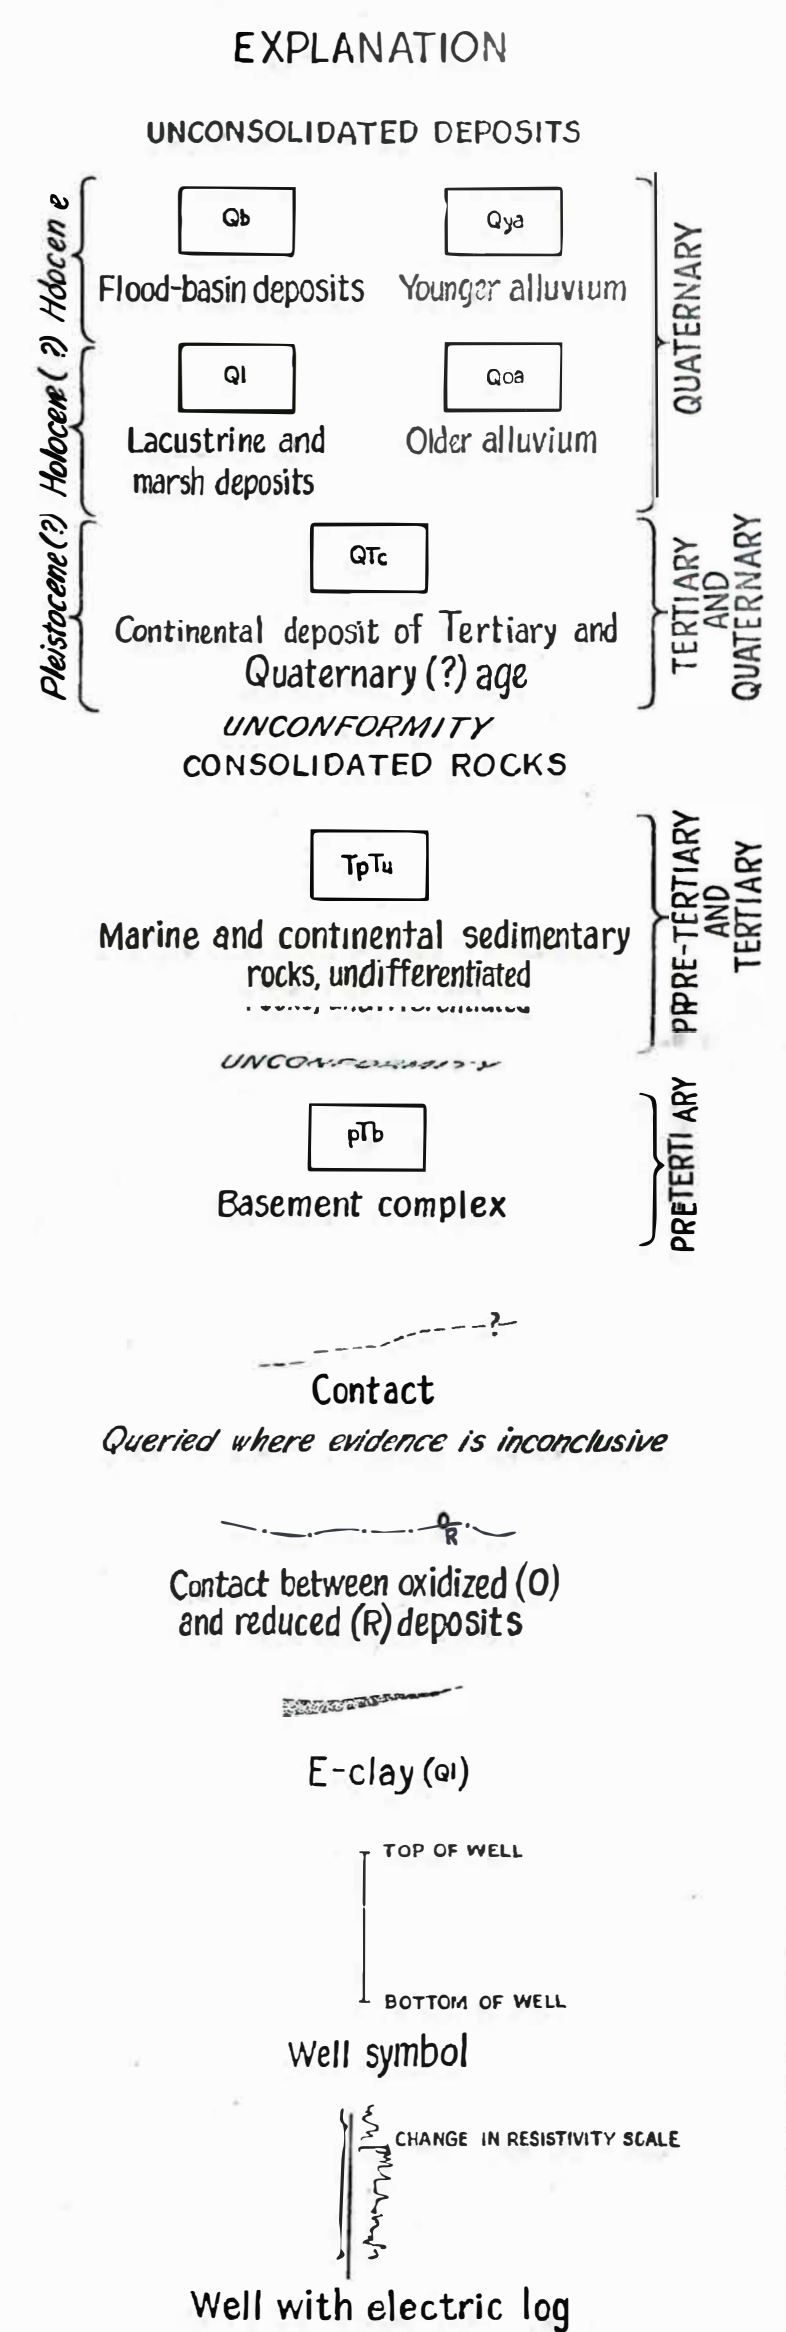 EXPLANATION
UNCONSOLIDATED DEPOSITS
Qb
Qya
Flood-basin deposits
Younger alluvium
Ql
Qoa
Lacustrine and
marsh deposits
Older alluvium
QTc
Continental deposit of Tertiary and
Quaternary (?) age
UNCONFORMITY
CONSOLIDATED ROCKS
TpTu
Marine and continental sedimentary
rocks, undifferentiated
UNCONFORMITY
pTb
Basement complex
Pleistocene(?) Holocene(?)
QUATERNARY
TERTIARY
AND
QUATERNARY
AND
TERTIARY
PRETERTIARY
?
Contact
Queried where evidence is inconclusive
O
R
Contact between oxidized (O)
and reduced (R) deposits
E-clay (Ql)
TOP OF WELL
BOTTOM OF WELL
Well symbol
CHANGE IN RESISTIVITY SCALE
Well with electric log